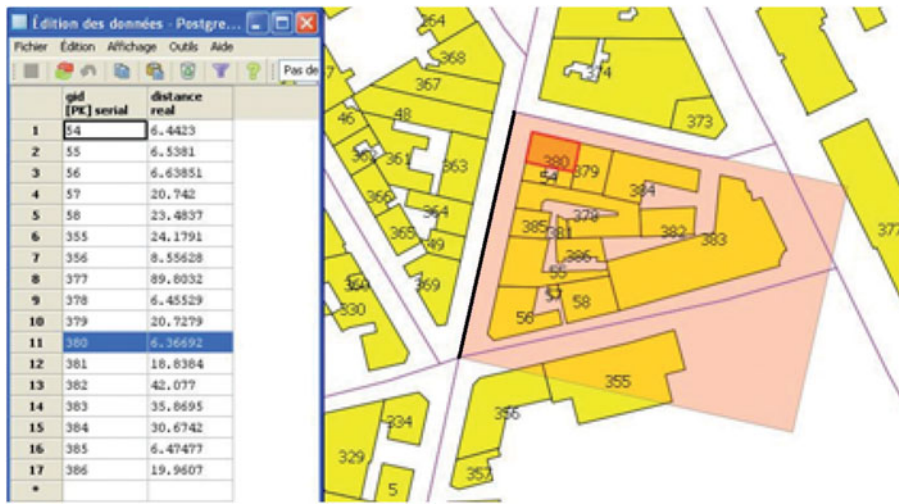 Édition des données - Postgre...
Fichier Édition Affichage Outils Aide
Pas de
gid distance
[PK] serial real
1 54 6.4423
2 55 6.5381
3 56 6.63851
4 57 20.742
5 58 23.4837
6 355 24.1791
7 356 8.55628
8 377 89.8032
9 378 6.45529
10 379 20.7279
11 380 6.36692
12 381 18.8384
13 382 42.077
14 383 35.8695
15 384 30.6742
16 385 6.47477
17 386 19.9607
*
264
368
367
374
46
48
373
361
363
380
379
54
366
384
364
378
365
385
381
382
383
377
49
386
55
369
57
58
330
56
355
334
356
329
357
5